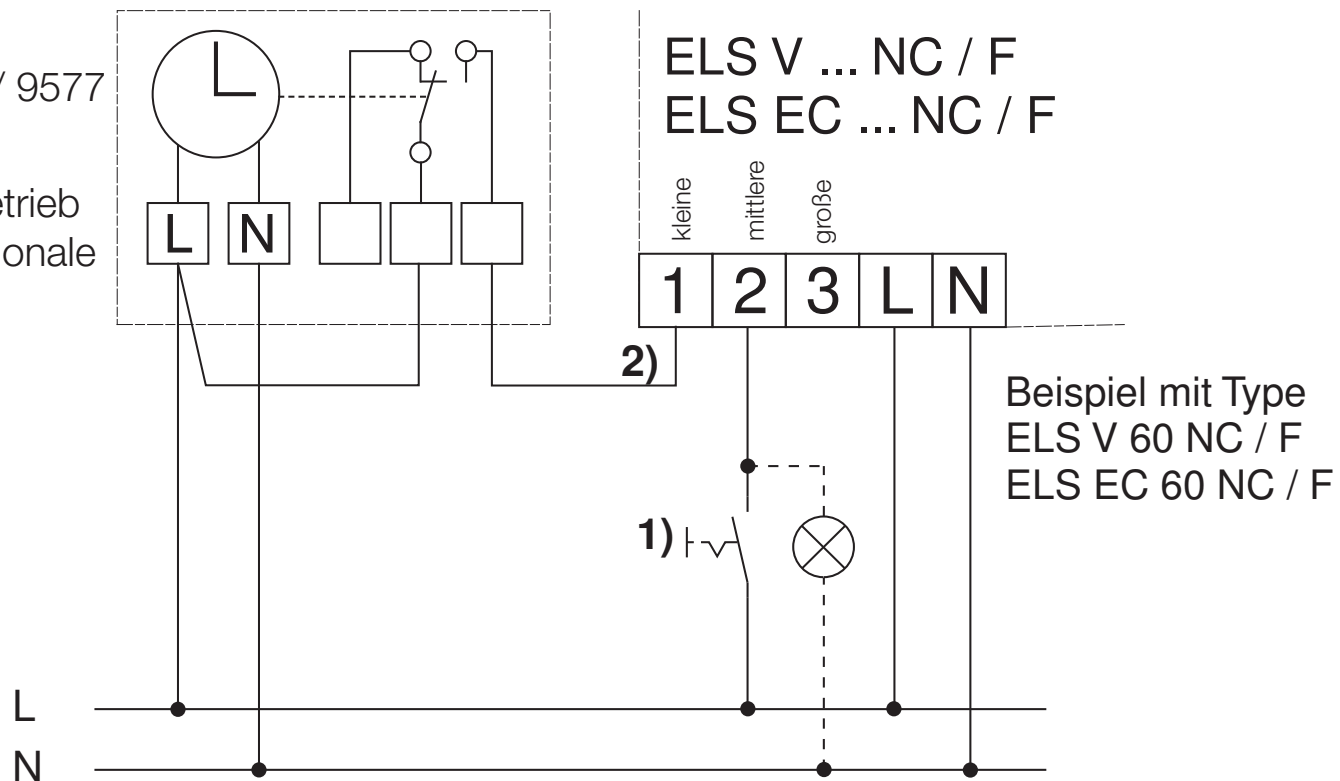 / 9577
etrieb
onale
L
N
ELS V ... NC / F
ELS EC ... NC / F
kleine
mittlere
große
1
2
3
L
N
2)
Beispiel mit Type
ELS V 60 NC / F
ELS EC 60 NC / F
1)
L
N